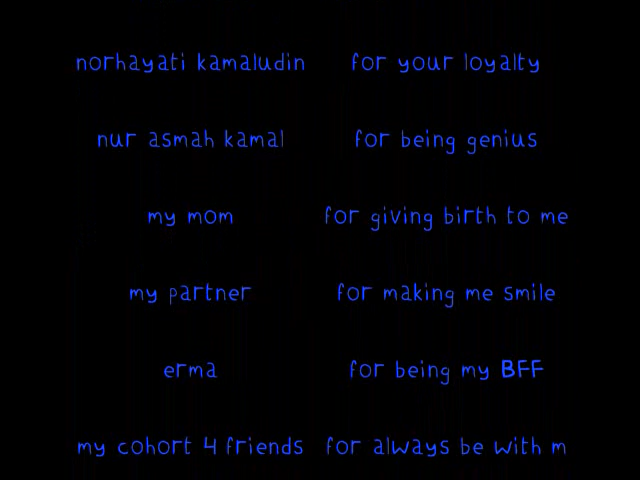 norhayati kamaludin for your loyalty
nur asmah kamal for being genius
my mom for giving birth to me
my partner for making me smile
erma for being my BFF
my cohort 4 friends for always be with m